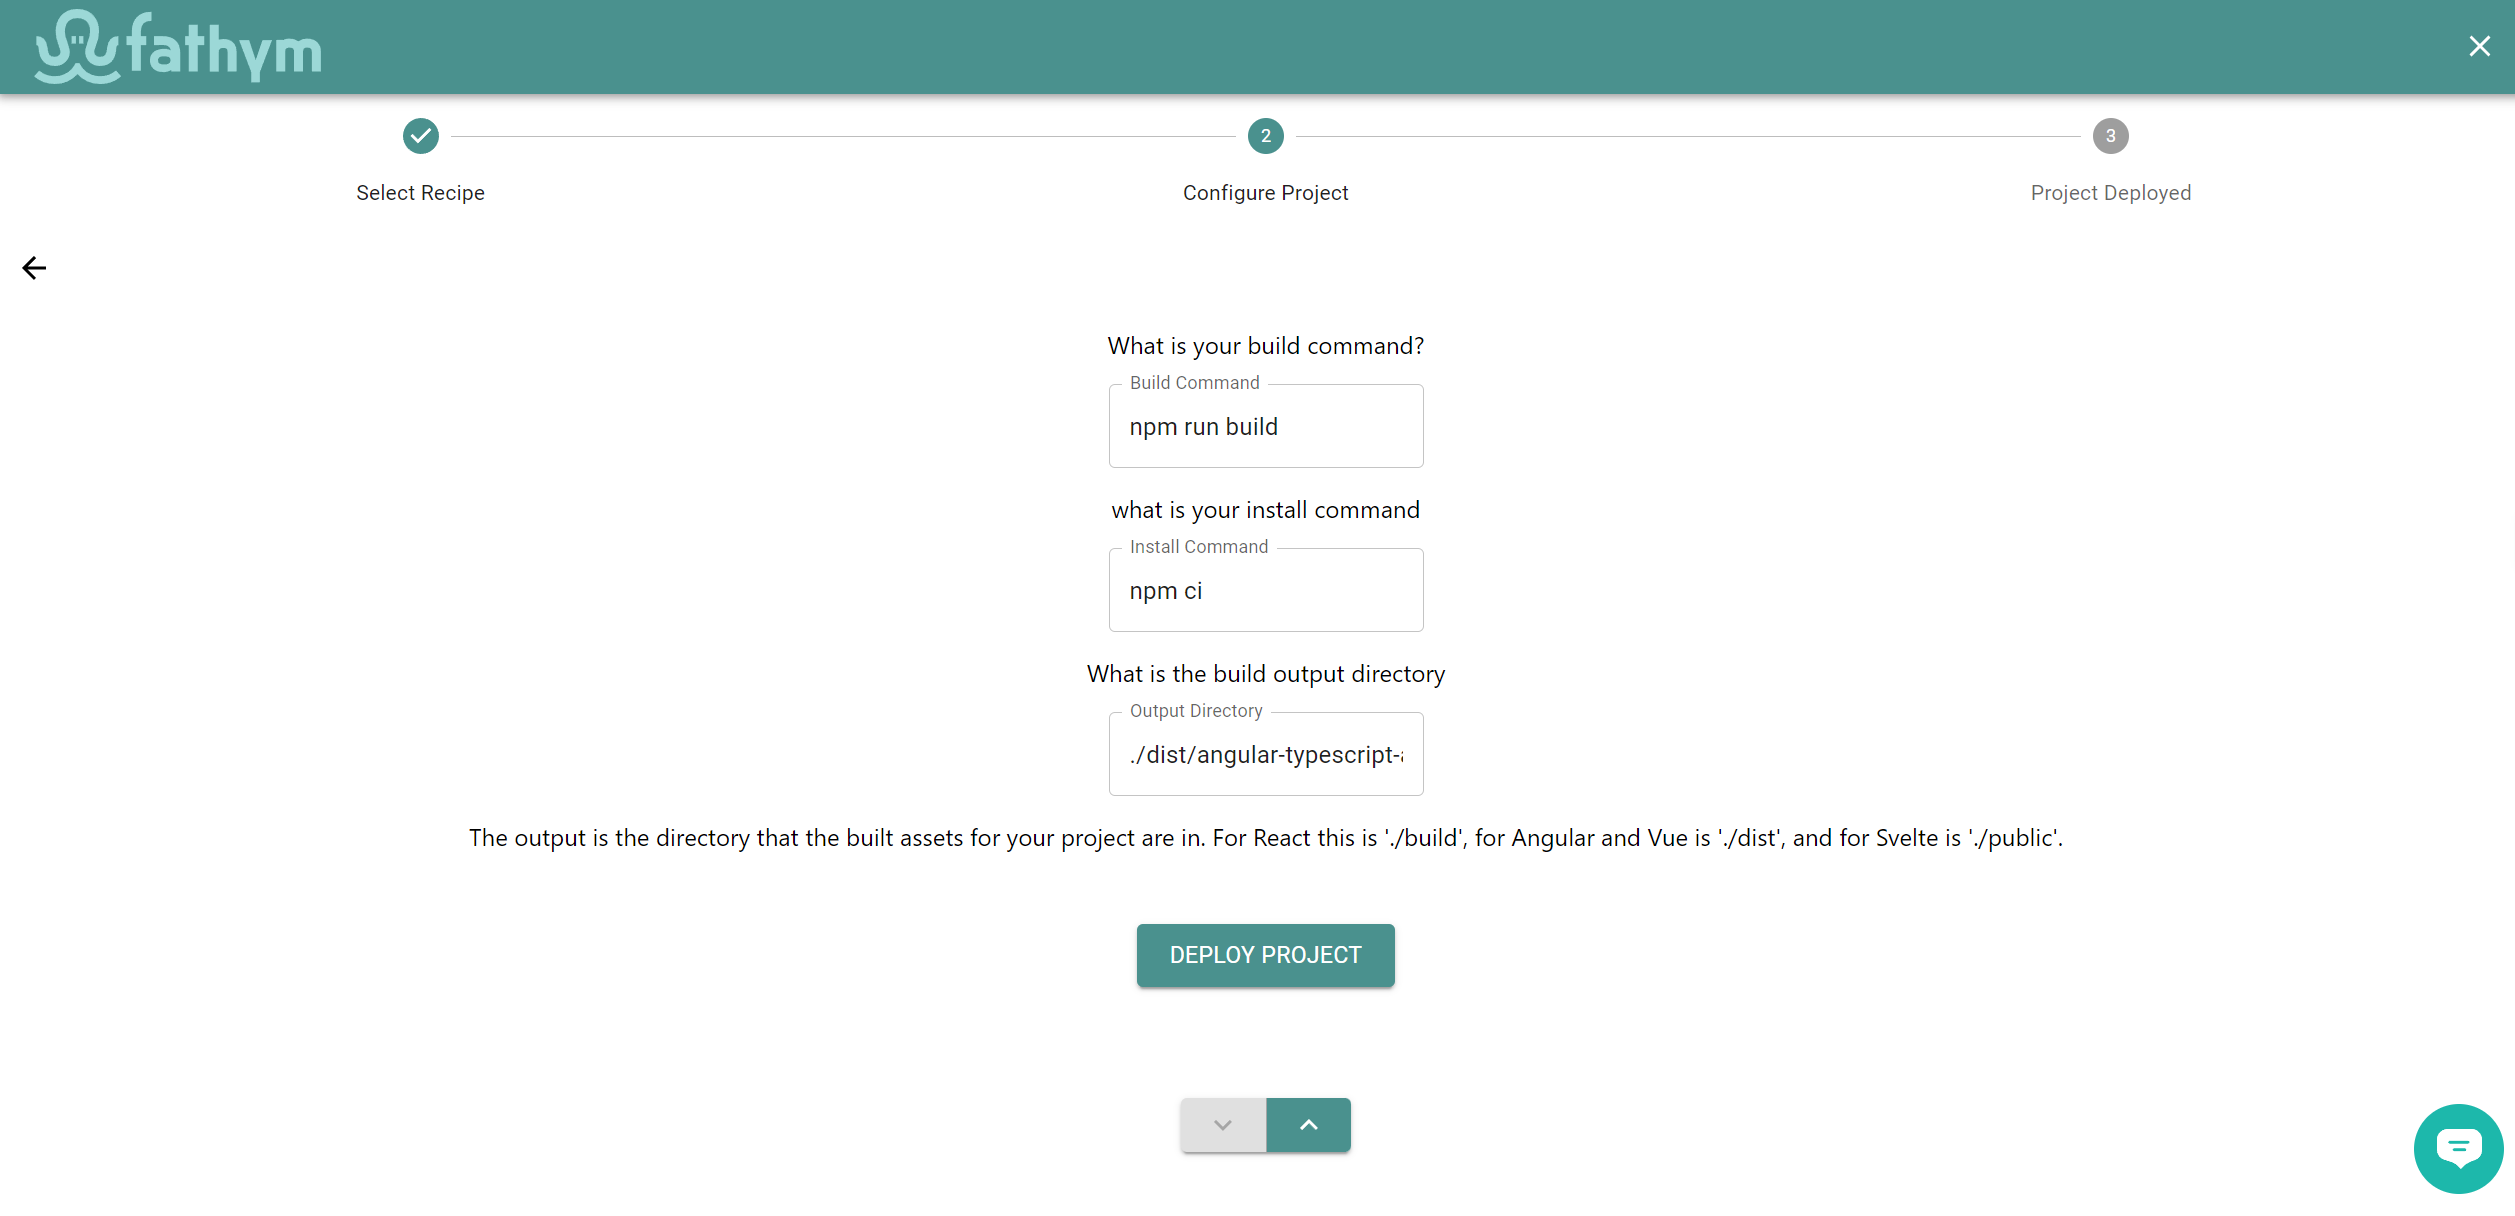 fathym
2
3
Select Recipe
Configure Project
Project Deployed
What is your build command?
Build Command
npm run build
what is your install command
Install Command
npm ci
What is the build output directory
Output Directory
./dist/angular-typescript-
The output is the directory that the built assets for your project are in. For React this is './build', for Angular and Vue is './dist', and for Svelte is './public'.
DEPLOY PROJECT